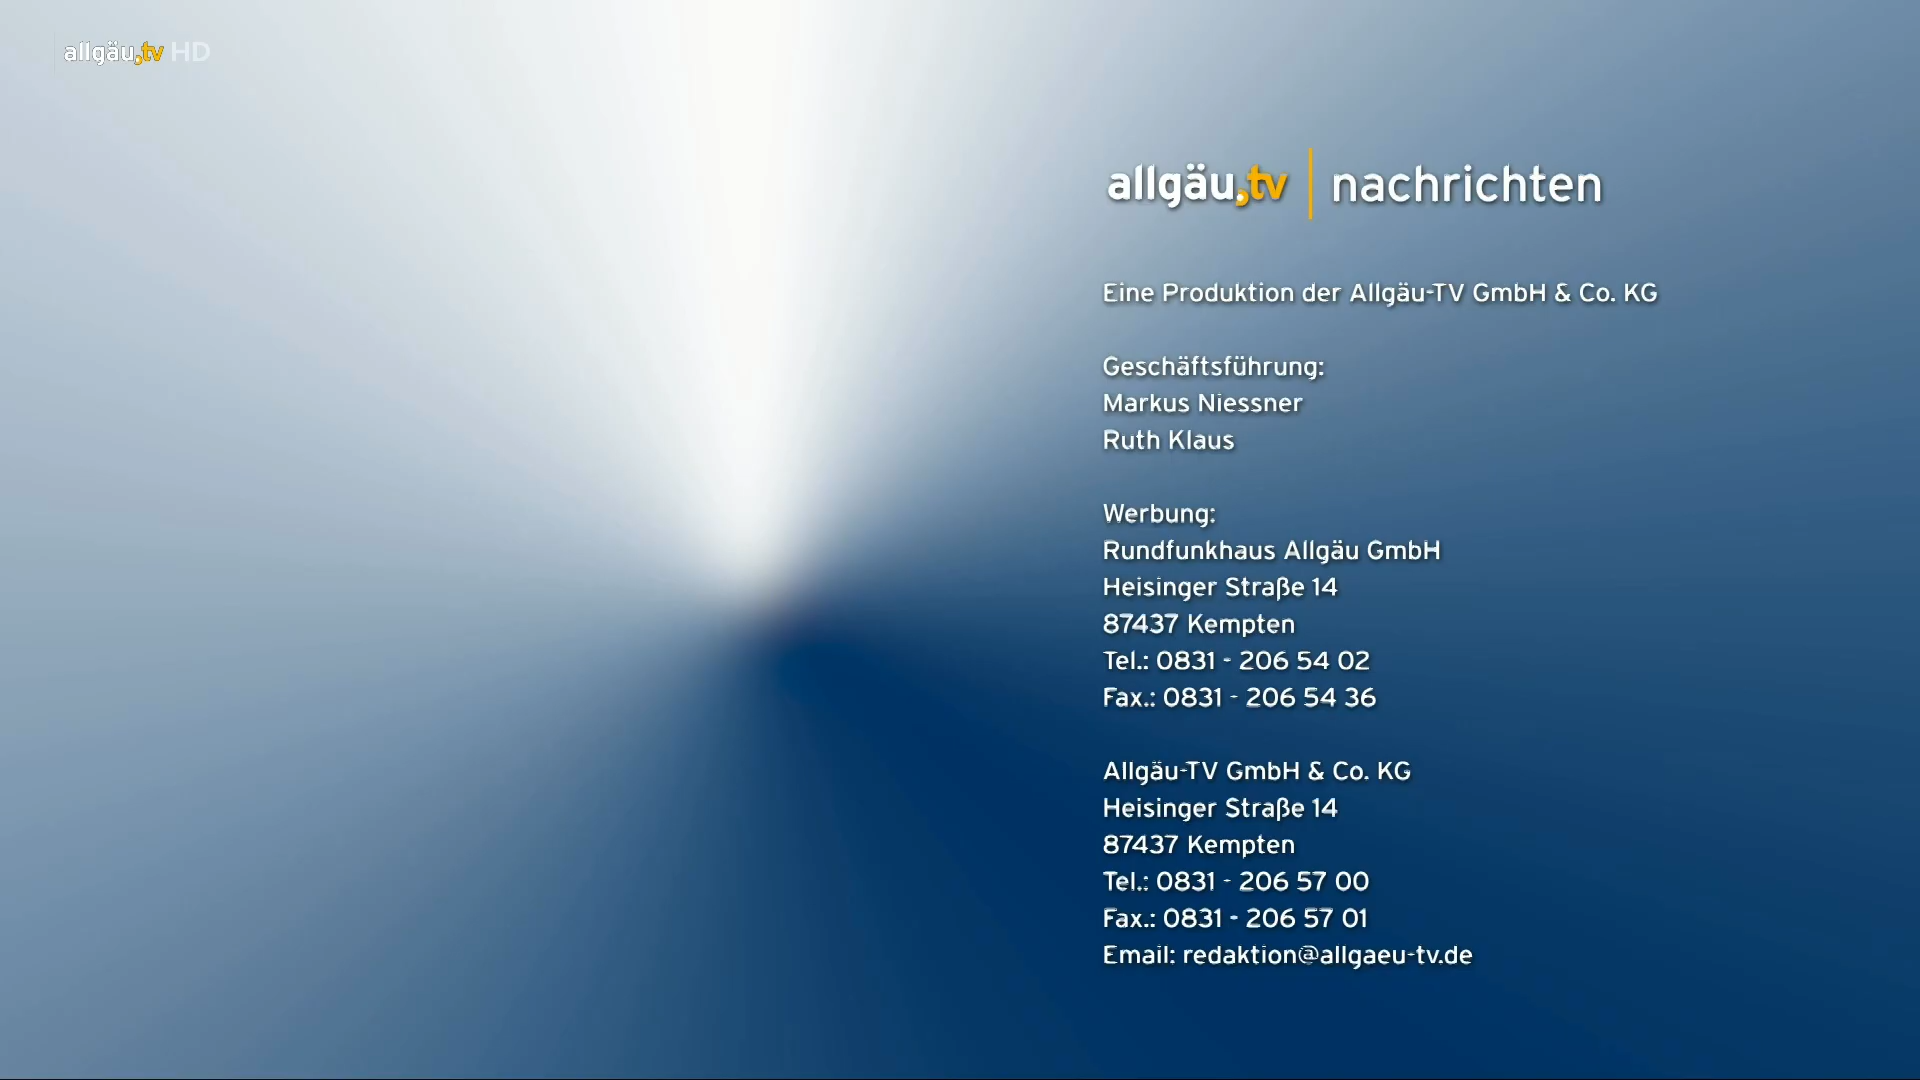 allgäu.tv HD
allgäu.tv | nachrichten
Eine Produktion der Allgäu-TV GmbH & Co. KG
Geschäftsführung:
Markus Niessner
Ruth Klaus
Werbung:
Rundfunkhaus Allgäu GmbH
Heisinger Straße 14
87437 Kempten
Tel.: 0831 - 206 54 02
Fax.: 0831 - 206 54 36
Allgäu-TV GmbH & Co. KG
Heisinger Straße 14
87437 Kempten
Tel.: 0831 - 206 57 00
Fax.: 0831 - 206 57 01
Email: redaktion@allgaeu-tv.de